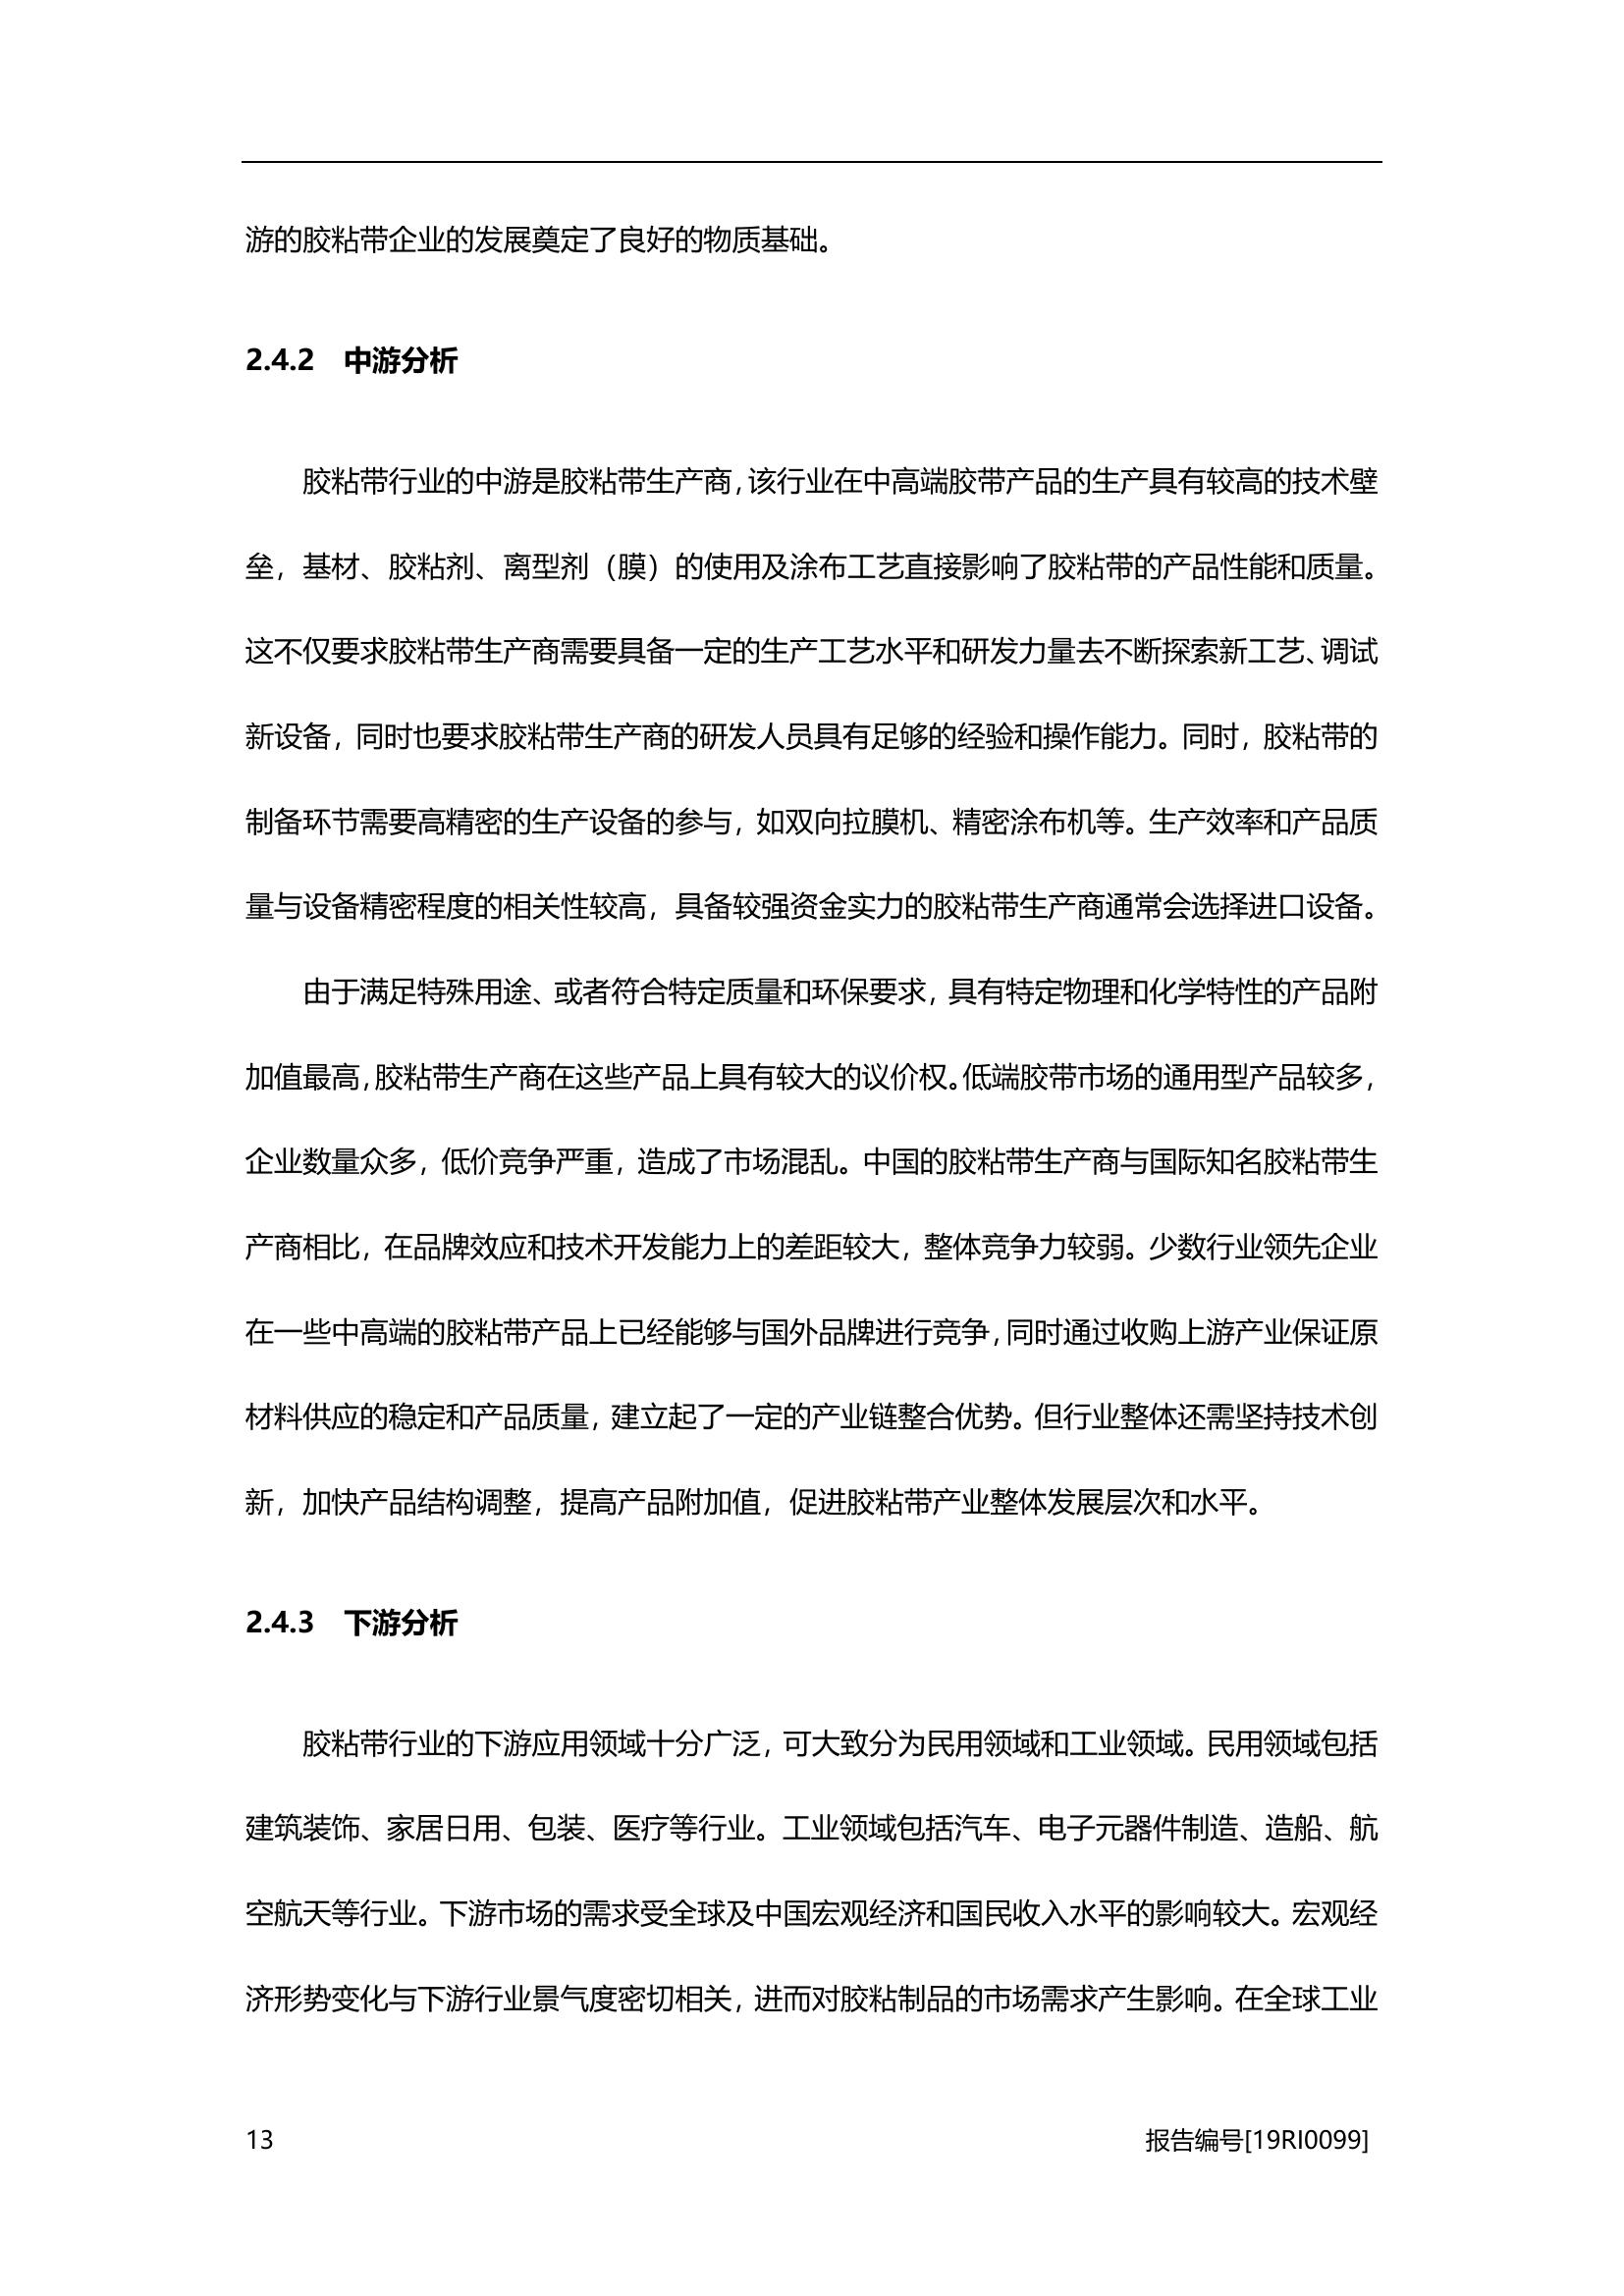 游的胶粘带企业的发展奠定了良好的物质基础。
2.4.2 中游分析
胶粘带行业的中游是胶粘带生产商，该行业在中高端胶带产品的生产具有较高的技术壁
垒，基材、胶粘剂、离型剂（膜）的使用及涂布工艺直接影响了胶粘带的产品性能和质量。
这不仅要求胶粘带生产商需要具备一定的生产工艺水平和研发力量去不断探索新工艺、调试
新设备，同时也要求胶粘带生产商的研发人员具有足够的经验和操作能力。同时，胶粘带的
制备环节需要高精密的生产设备的参与，如双向拉膜机、精密涂布机等。生产效率和产品质
量与设备精密程度的相关性较高，具备较强资金实力的胶粘带生产商通常会选择进口设备。
由于满足特殊用途、或者符合特定质量和环保要求，具有特定物理和化学特性的产品附
加值最高，胶粘带生产商在这些产品上具有较大的议价权。低端胶带市场的通用型产品较多，
企业数量众多，低价竞争严重，造成了市场混乱。中国的胶粘带生产商与国际知名胶粘带生
产商相比，在品牌效应和技术开发能力上的差距较大，整体竞争力较弱。少数行业领先企业
在一些中高端的胶粘带产品上已经能够与国外品牌进行竞争，同时通过收购上游产业保证原
材料供应的稳定和产品质量，建立起了一定的产业链整合优势。但行业整体还需坚持技术创
新，加快产品结构调整，提高产品附加值，促进胶粘带产业整体发展层次和水平。
2.4.3 下游分析
胶粘带行业的下游应用领域十分广泛，可大致分为民用领域和工业领域。民用领域包括
建筑装饰、家居日用、包装、医疗等行业。工业领域包括汽车、电子元器件制造、造船、航
空航天等行业。下游市场的需求受全球及中国宏观经济和国民收入水平的影响较大。宏观经
济形势变化与下游行业景气度密切相关，进而对胶粘制品的市场需求产生影响。在全球工业
13 报告编号[19RI0099]